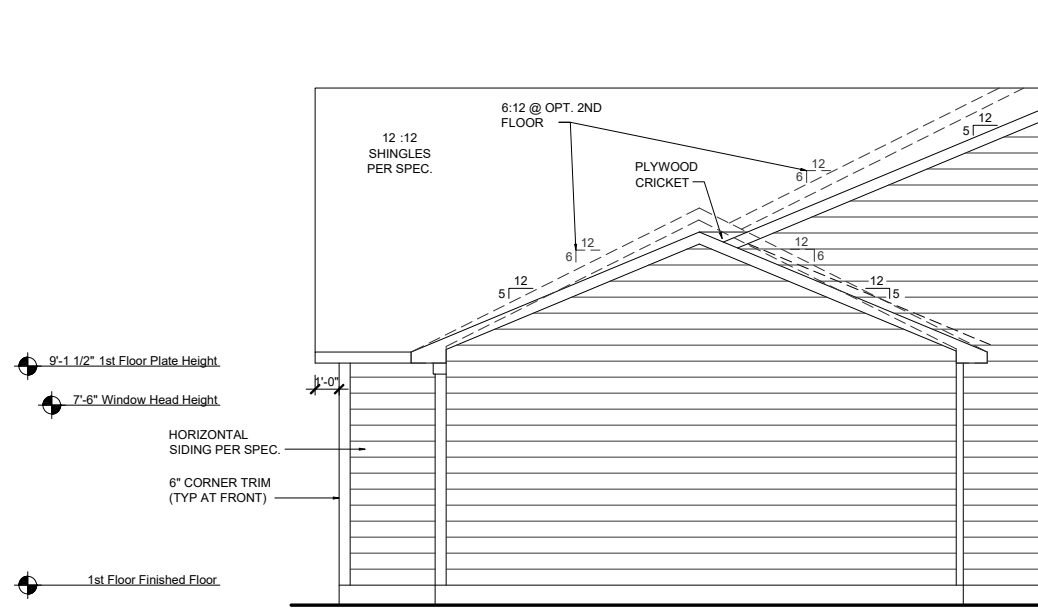 6:12 @ OPT. 2ND
FLOOR
12 :12
SHINGLES
PER SPEC.
12
5
PLYWOOD
CRICKET
12
6
12
6
12
6
12
5
12
5
9'-1 1/2" 1st Floor Plate Height
1'-0"
7'-6" Window Head Height
HORIZONTAL
SIDING PER SPEC.
6" CORNER TRIM
(TYP AT FRONT)
1st Floor Finished Floor